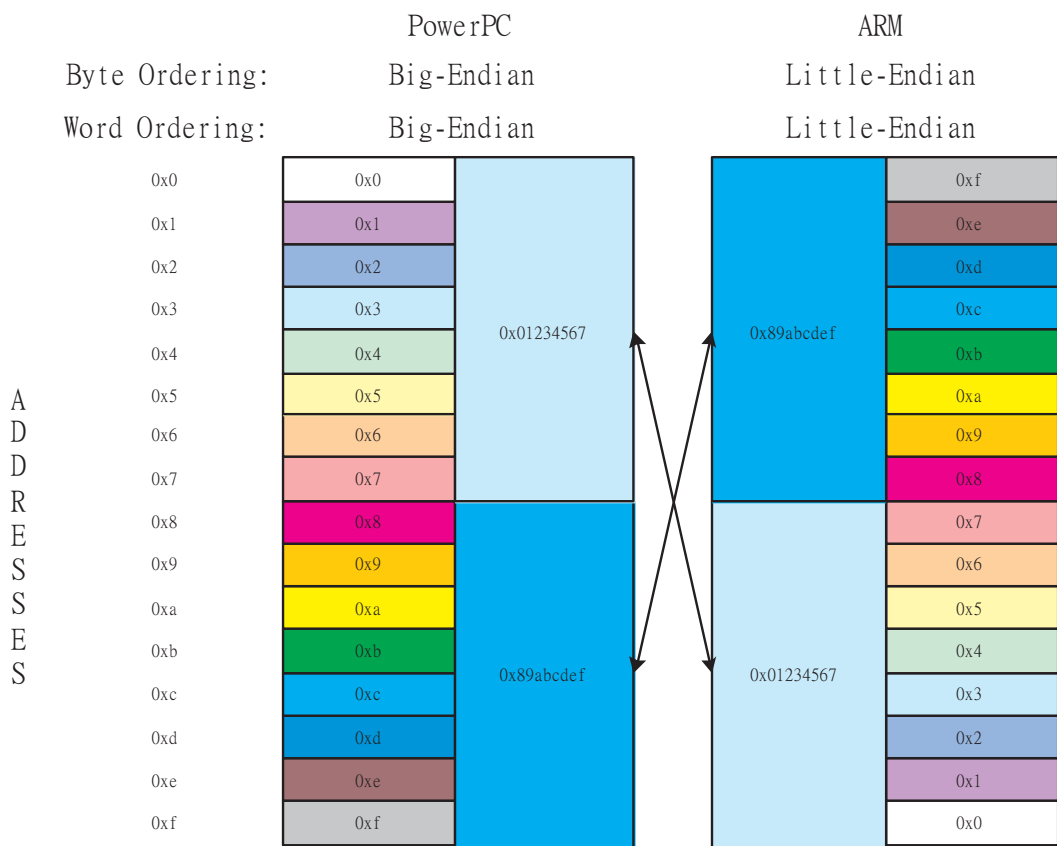 PowerPC ARM
Byte Ordering: Big-Endian Little-Endian
Word Ordering: Big-Endian Little-Endian
0x0 0x0 0xf
0x1 0x1 0xe
0x2 0x2 0xd
0x3 0x3 0xc
0x01234567 0x89abcdef
0x4 0x4 0xb
0x5 0x5 0xa
0x6 0x6 0x9
0x7 0x7 0x8
0x8 0x8 0x7
0x9 0x9 0x6
0xa 0xa 0x5
0xb 0xb 0x4
0x89abcdef 0x01234567
0xc 0xc 0x3
0xd 0xd 0x2
0xe 0xe 0x1
0xf 0xf 0x0
ADDRESSES